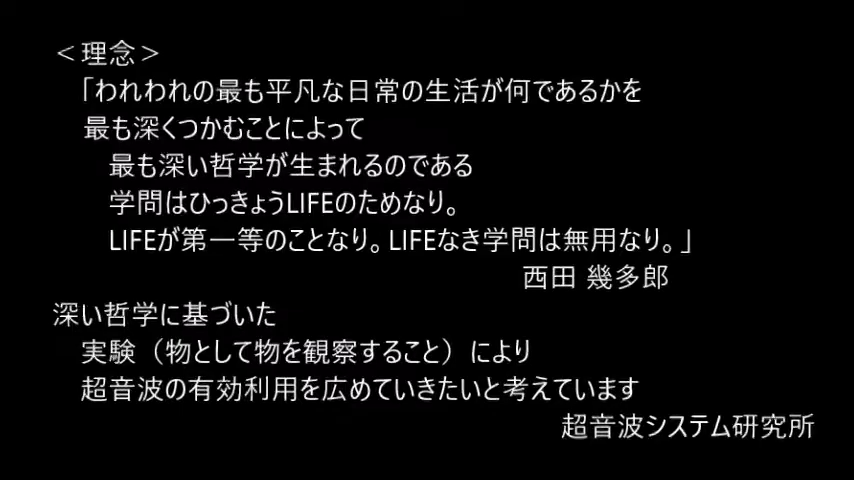 ＜理念＞
「われわれの最も平凡な日常の生活が何であるかを
最も深くつかむことによって
最も深い哲学が生まれるのである
学問はひっきょうLIFEのためなり。
LIFEが第一等のことなり。LIFEなき学問は無用なり。」
西田 幾多郎
深い哲学に基づいた
実験（物として物を観察すること）により
超音波の有効利用を広めていきたいと考えています
超音波システム研究所